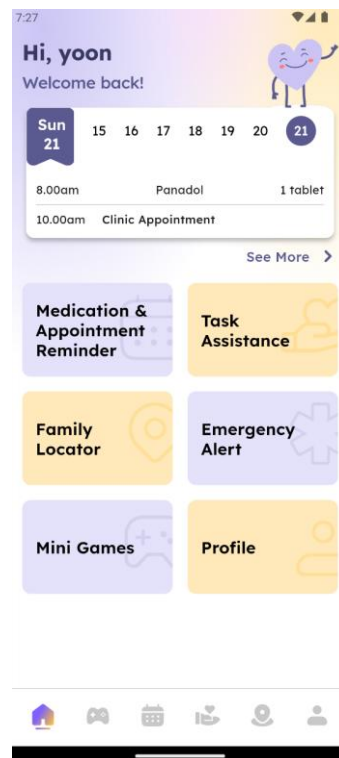 7:27
Hi, yoon
Welcome back!
Sun
21
15 16 17 18 19 20 21
8.00am Panadol 1 tablet
10.00am Clinic Appointment
See More
Medication &
Appointment
Reminder
Task
Assistance
Family
Locator
Emergency
Alert
Mini Games
Profile